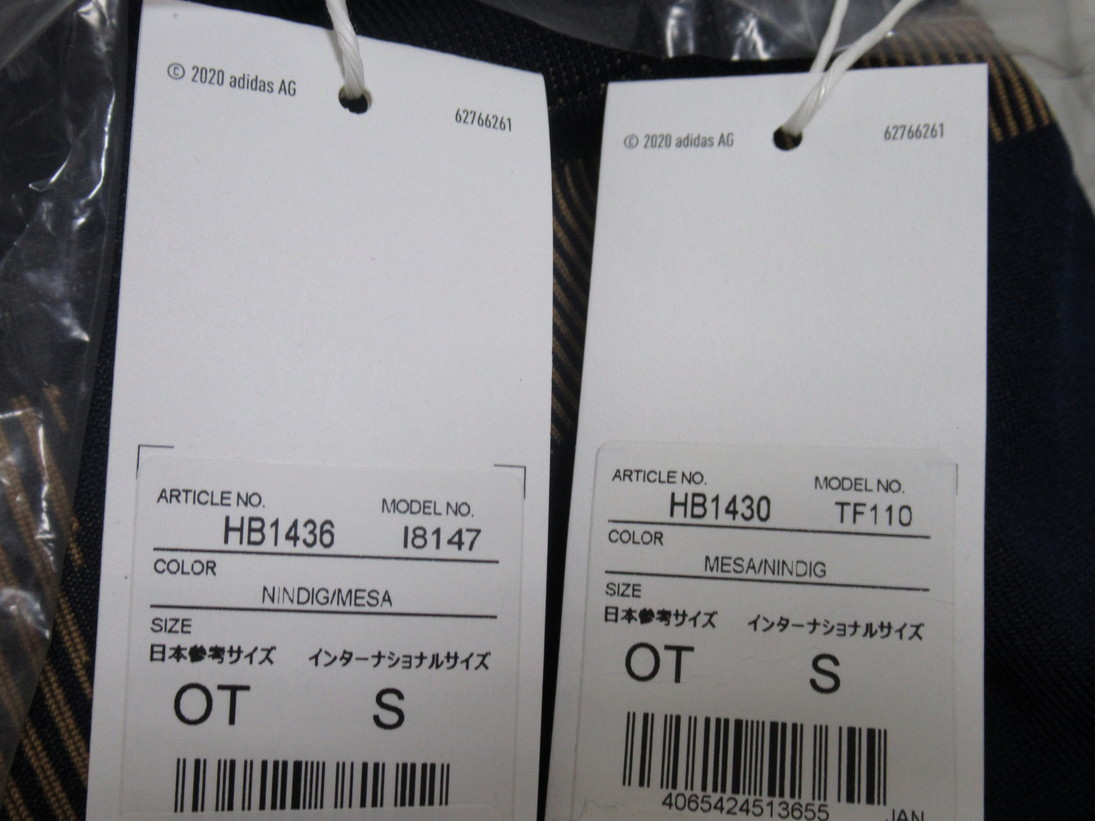 © 2020 adidas AG
62766261
ARTICLE NO. MODEL NO.
HB1436 I8147
COLOR
NINDIG/MESA
SIZE
日本参考サイズ インターナショナルサイズ
OT S
© 2020 adidas AG
62766261
ARTICLE NO. MODEL NO.
HB1430 TF110
COLOR
MESA/NINDIG
SIZE
日本参考サイズ インターナショナルサイズ
OT S
4065424513655 JAN